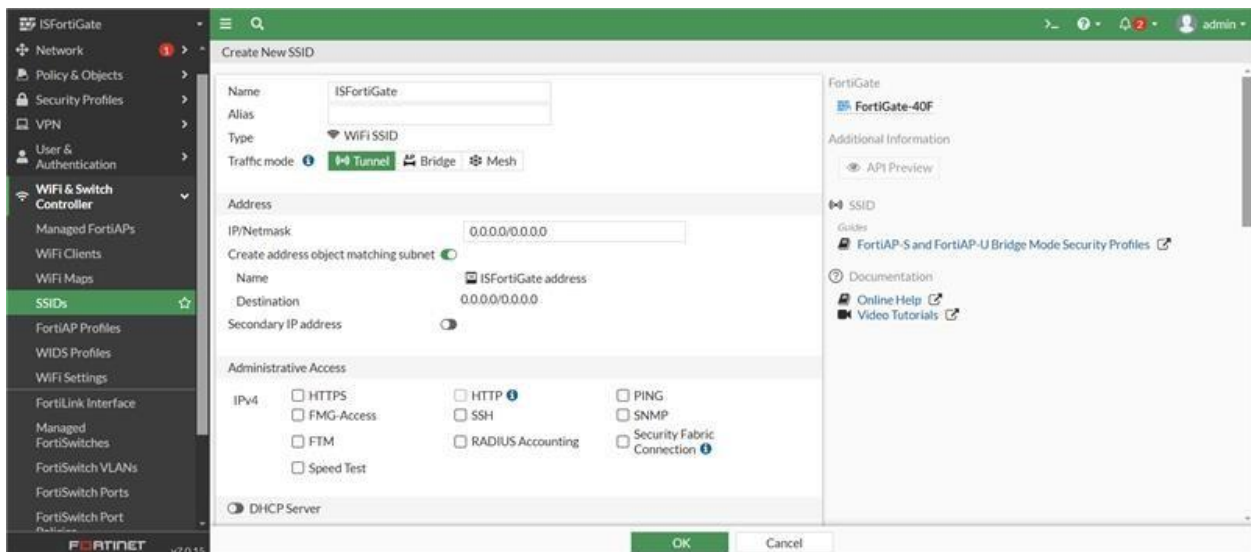 ISFortiGate
admin
Network 1
Policy & Objects
Security Profiles
VPN
User &
Authentication
WiFi & Switch
Controller
Managed FortiAPs
WiFi Clients
WiFi Maps
SSIDs
FortiAP Profiles
WIDS Profiles
WiFi Settings
FortiLink Interface
Managed
FortiSwitches
FortiSwitch VLANs
FortiSwitch Ports
FortiSwitch Port
Policies
FORTINET v7.0.15
2
Create New SSID
Name ISFortiGate
Alias
Type WiFi SSID
Traffic mode Tunnel Bridge Mesh
Address
IP/Netmask 0.0.0.0/0.0.0.0
Create address object matching subnet
Name ISFortiGate address
Destination 0.0.0.0/0.0.0.0
Secondary IP address
Administrative Access
IPv4 HTTPS HTTP PING
FMG-Access SSH SNMP
FTM RADIUS Accounting Security Fabric
Connection
Speed Test
DHCP Server
OK Cancel
FortiGate
FortiGate-40F
Additional Information
API Preview
SSID
Guides
FortiAP-S and FortiAP-U Bridge Mode Security Profiles
Documentation
Online Help
Video Tutorials